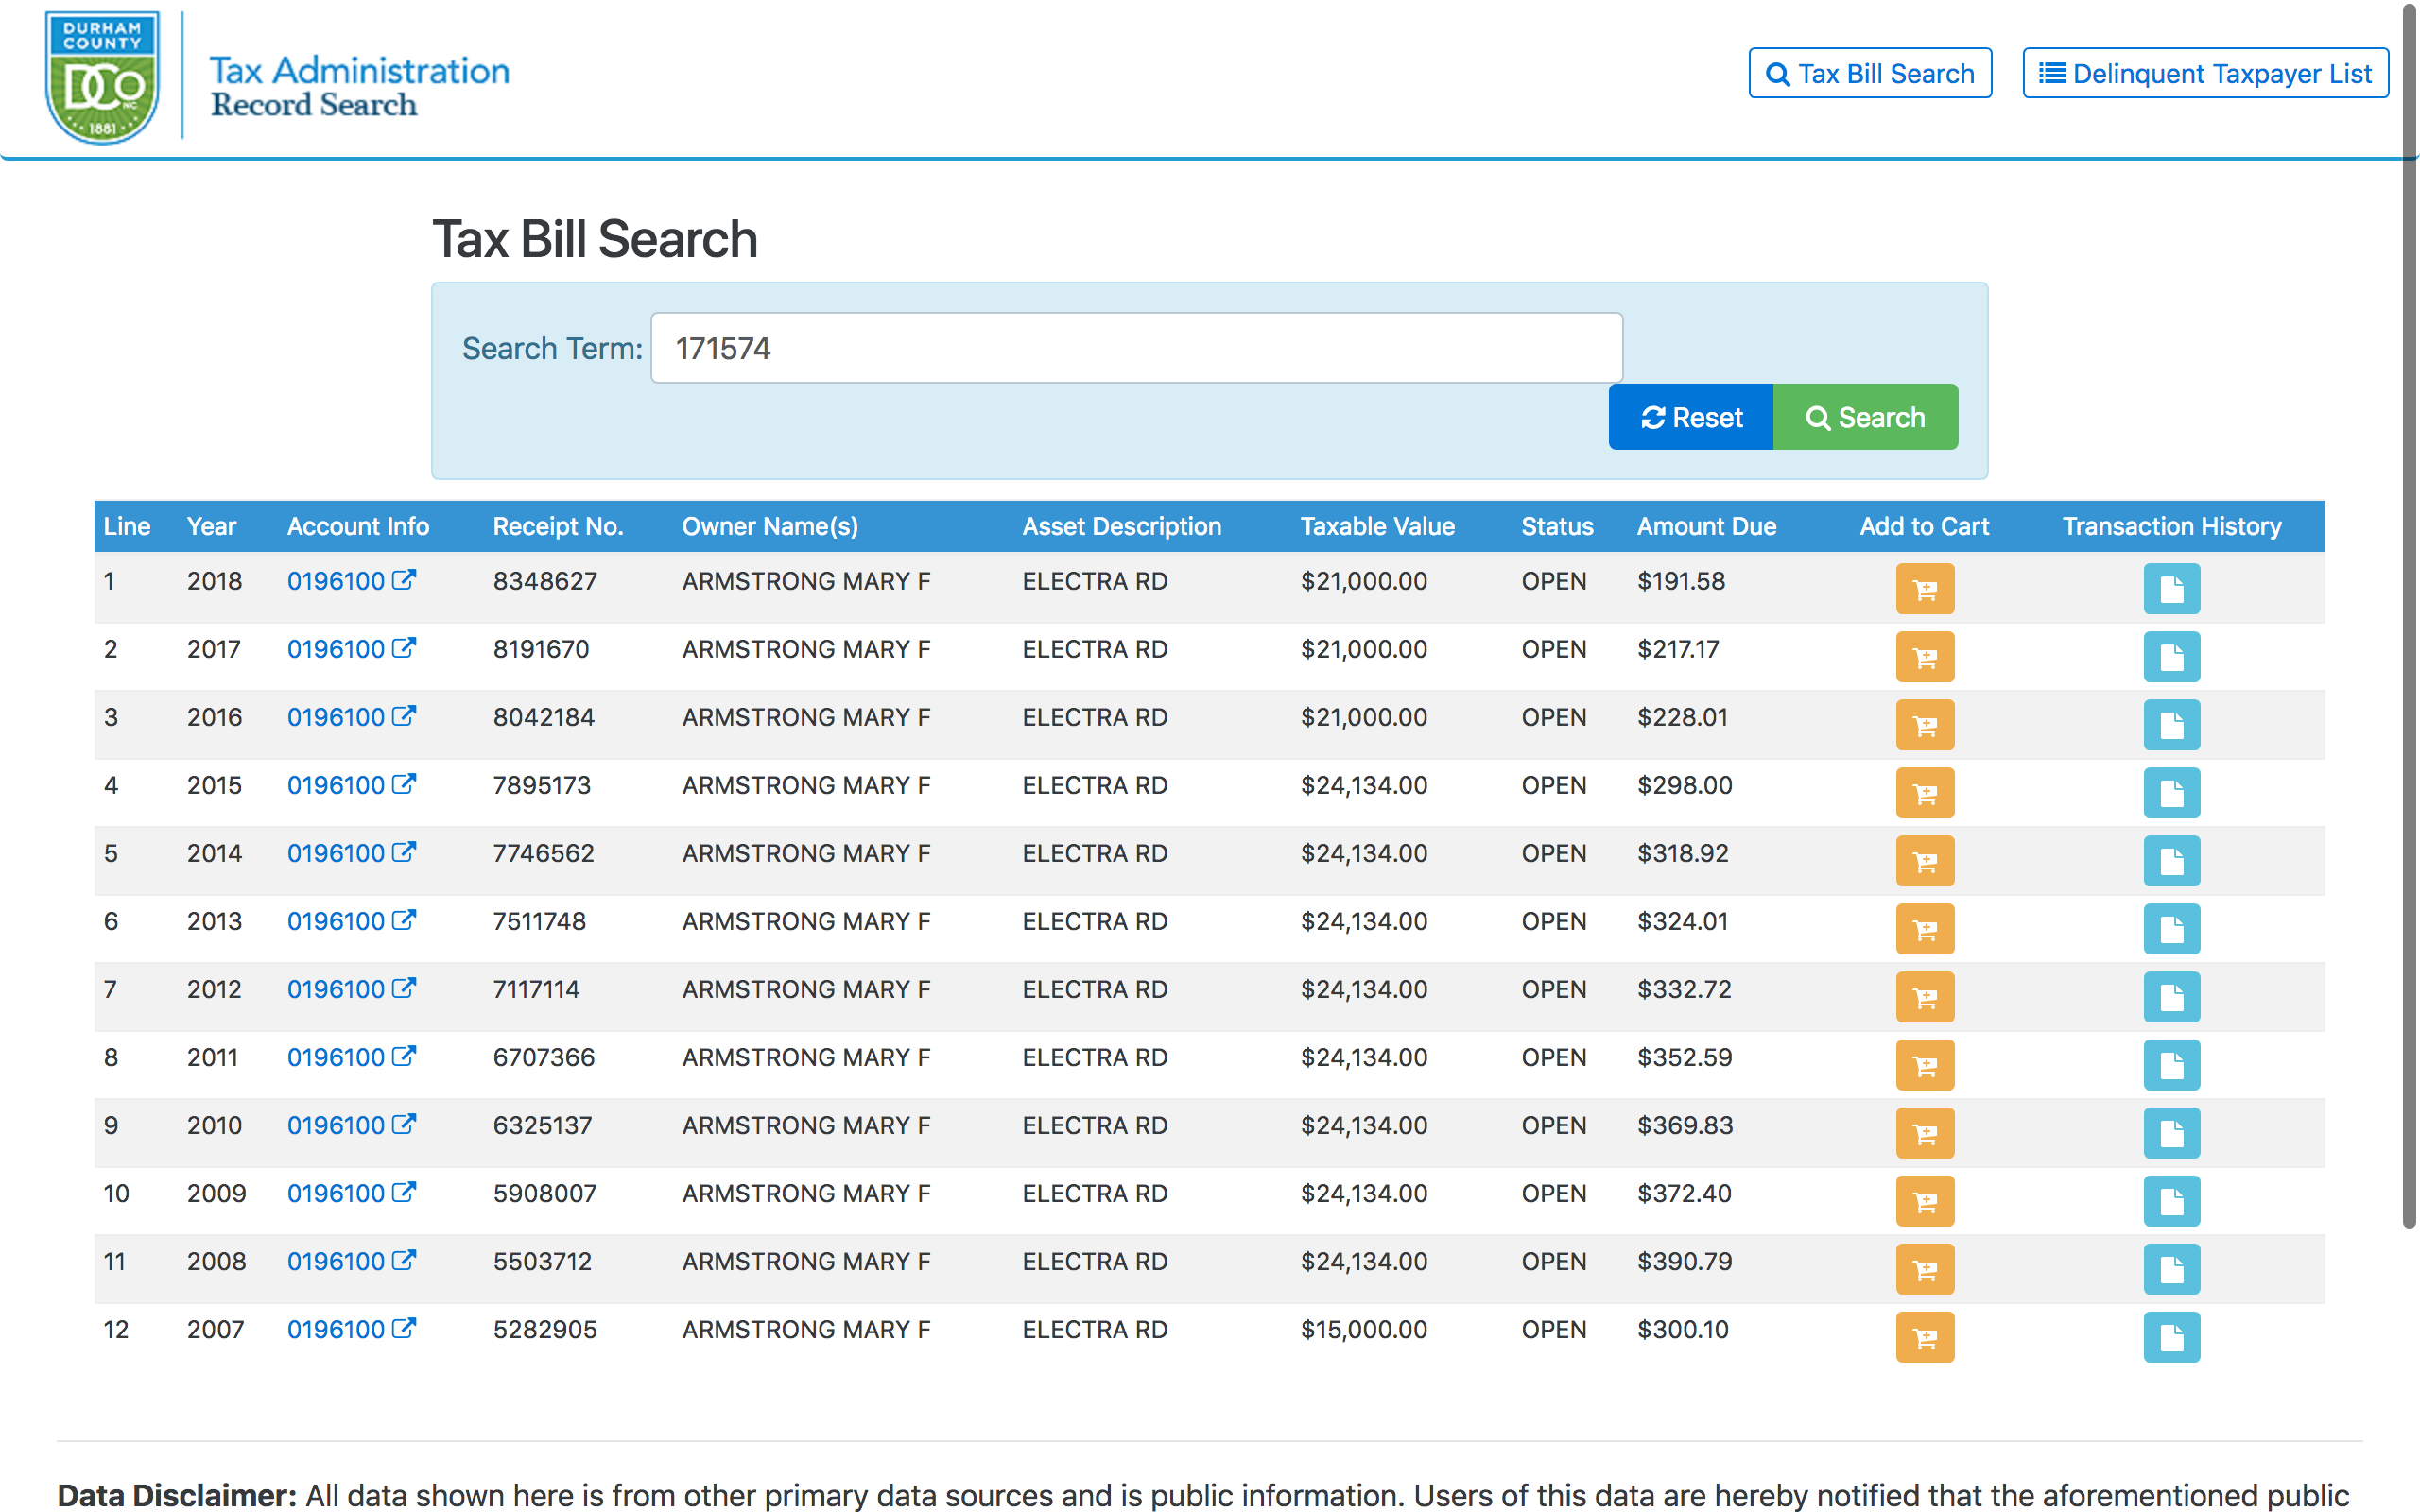 DURHAM
COUNTY
DCo
NC
1881
Tax Administration
Record Search
Tax Bill Search
Delinquent Taxpayer List
Tax Bill Search
Search Term: 171574
Reset Search
Line Year Account Info Receipt No. Owner Name(s) Asset Description Taxable Value Status Amount Due Add to Cart Transaction History
1 2018 0196100 8348627 ARMSTRONG MARY F ELECTRA RD $21,000.00 OPEN $191.58
2 2017 0196100 8191670 ARMSTRONG MARY F ELECTRA RD $21,000.00 OPEN $217.17
3 2016 0196100 8042184 ARMSTRONG MARY F ELECTRA RD $21,000.00 OPEN $228.01
4 2015 0196100 7895173 ARMSTRONG MARY F ELECTRA RD $24,134.00 OPEN $298.00
5 2014 0196100 7746562 ARMSTRONG MARY F ELECTRA RD $24,134.00 OPEN $318.92
6 2013 0196100 7511748 ARMSTRONG MARY F ELECTRA RD $24,134.00 OPEN $324.01
7 2012 0196100 7117114 ARMSTRONG MARY F ELECTRA RD $24,134.00 OPEN $332.72
8 2011 0196100 6707366 ARMSTRONG MARY F ELECTRA RD $24,134.00 OPEN $352.59
9 2010 0196100 6325137 ARMSTRONG MARY F ELECTRA RD $24,134.00 OPEN $369.83
10 2009 0196100 5908007 ARMSTRONG MARY F ELECTRA RD $24,134.00 OPEN $372.40
11 2008 0196100 5503712 ARMSTRONG MARY F ELECTRA RD $24,134.00 OPEN $390.79
12 2007 0196100 5282905 ARMSTRONG MARY F ELECTRA RD $15,000.00 OPEN $300.10
Data Disclaimer: All data shown here is from other primary data sources and is public information. Users of this data are hereby notified that the aforementioned public